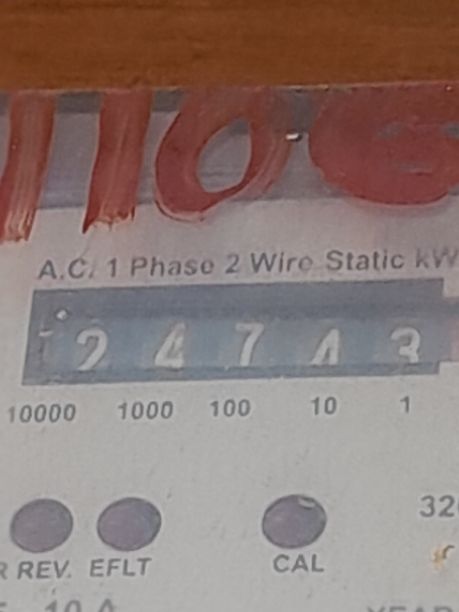 A.C. 1 Phase 2 Wire Static kW
2 4 7 4 3
10000 1000 100 10 1
32
REV. EFLT CAL
10 A